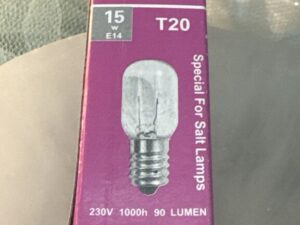 15
W
E14
T20
Special For Salt Lamps
230V 1000h 90 LUMEN